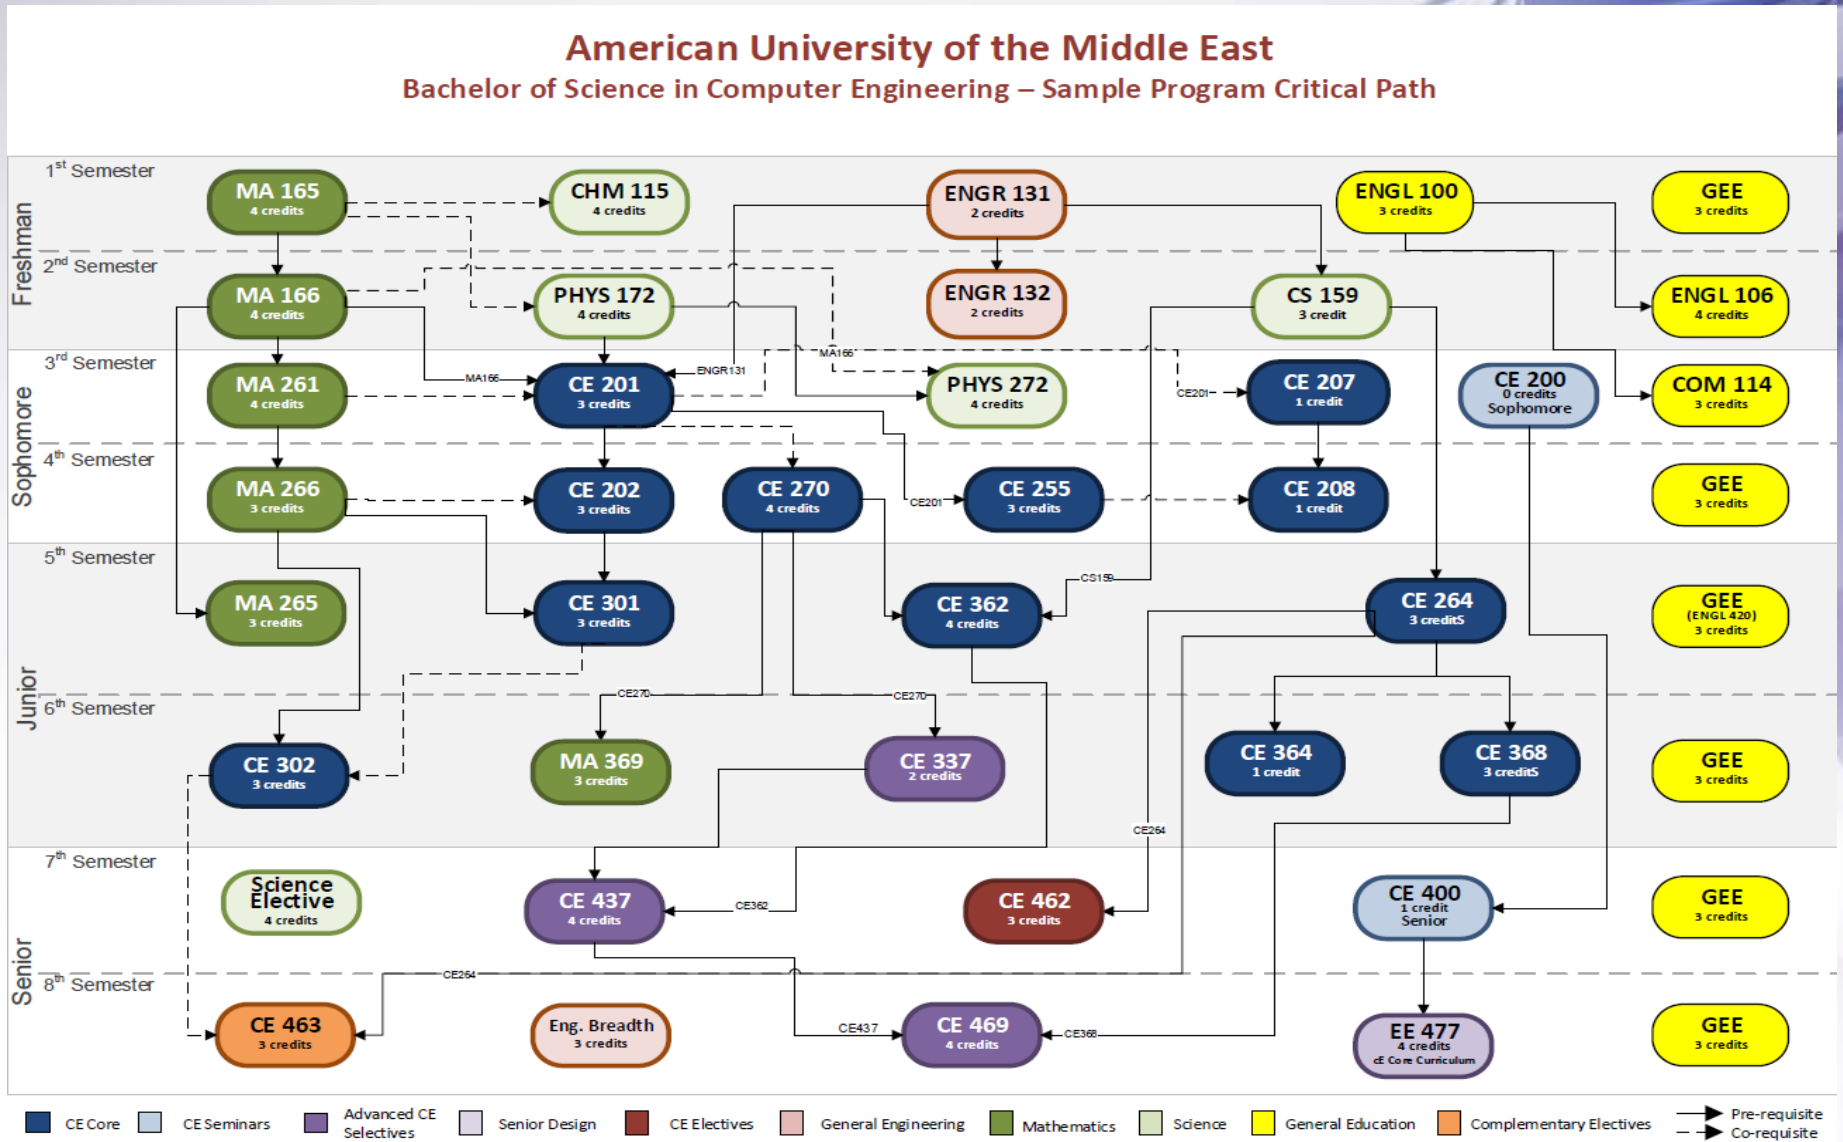 American University of the Middle East
Bachelor of Science in Computer Engineering – Sample Program Critical Path
Freshman
1st Semester
MA 165
4 credits
CHM 115
4 credits
ENGR 131
2 credits
ENGL 100
3 credits
GEE
3 credits
2nd Semester
MA 166
4 credits
PHYS 172
4 credits
ENGR 132
2 credits
CS 159
3 credit
ENGL 106
4 credits
Sophomore
3rd Semester
MA166
ENGR131
MA166
CE201
MA 261
4 credits
CE 201
3 credits
PHYS 272
4 credits
CE 207
1 credit
CE 200
0 credits
Sophomore
COM 114
3 credits
4th Semester
MA 266
3 credits
CE 202
3 credits
CE 270
4 credits
CE201
CE 255
3 credits
CE 208
1 credit
GEE
3 credits
Junior
5th Semester
MA 265
3 credits
CE 301
3 credits
CE 362
4 credits
CS159
CE 264
3 creditS
GEE
(ENGL 420)
3 credits
CE270
CE270
6th Semester
CE 302
3 credits
MA 369
3 credits
CE 337
2 credits
CE 364
1 credit
CE 368
3 creditS
GEE
3 credits
CE264
Senior
7th Semester
Science
Elective
4 credits
CE 437
4 credits
CE362
CE 462
3 credits
CE 400
1 credit
Senior
GEE
3 credits
CE264
8th Semester
CE 463
3 credits
Eng. Breadth
3 credits
CE437
CE 469
4 credits
CE368
EE 477
4 credits
cE Core Curriculum
GEE
3 credits
CE Core
CE Seminars
Advanced CE
Selectives
Senior Design
CE Electives
General Engineering
Mathematics
Science
General Education
Complementary Electives
Pre-requisite
Co-requisite